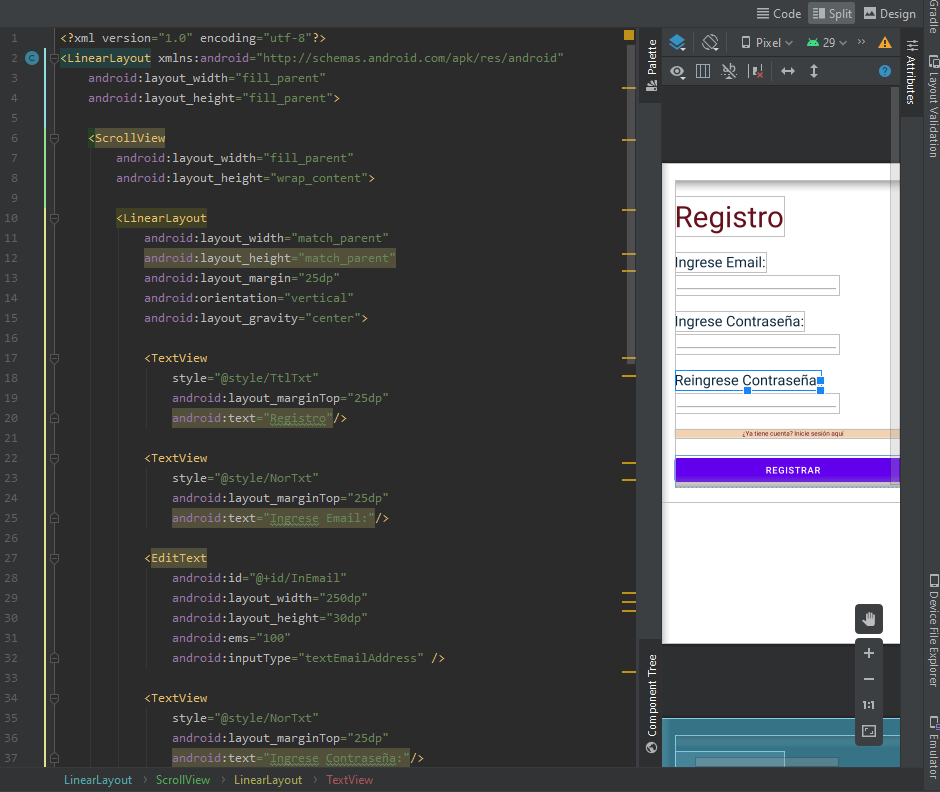 Code Split Design
Gradle
Palette
Pixel 29 »
Attributes
Layout Validation
1 <?xml version="1.0" encoding="utf-8"?>
2 C <LinearLayout xmlns:android="http://schemas.android.com/apk/res/android"
3 android:layout_width="fill_parent"
4 android:layout_height="fill_parent">
5
6 <ScrollView
7 android:layout_width="fill_parent"
8 android:layout_height="wrap_content">
9
10 <LinearLayout
11 android:layout_width="match_parent"
12 android:layout_height="match_parent"
13 android:layout_margin="25dp"
14 android:orientation="vertical"
15 android:layout_gravity="center">
16
17 <TextView
18 style="@style/TtlTxt"
19 android:layout_marginTop="25dp"
20 android:text="Registro"/>
21
22 <TextView
23 style="@style/NorTxt"
24 android:layout_marginTop="25dp"
25 android:text="Ingrese Email:"/>
26
27 <EditText
28 android:id="@+id/InEmail"
29 android:layout_width="250dp"
30 android:layout_height="30dp"
31 android:ems="100"
32 android:inputType="textEmailAddress" />
33
34 <TextView
35 style="@style/NorTxt"
36 android:layout_marginTop="25dp"
37 android:text="Ingrese Contraseña:"/>
Registro
Ingrese Email:
Ingrese Contraseña:
Reingrese Contraseña:
¿Ya tiene cuenta? Inicie sesión aquí
REGISTRAR
+
−
1:1
Component Tree
Device File Explorer
Emulator
LinearLayout › ScrollView › LinearLayout › TextView